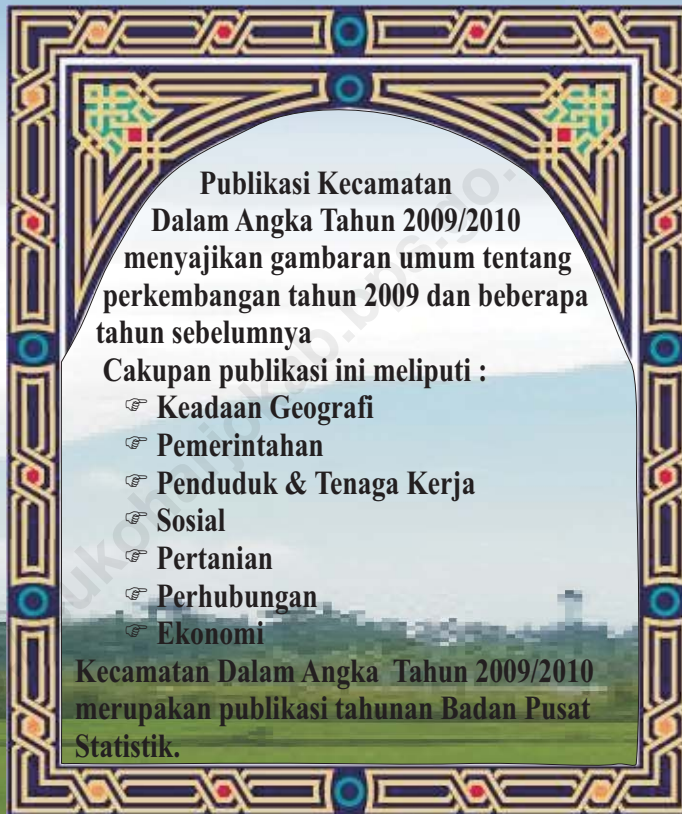 Publikasi Kecamatan
Dalam Angka Tahun 2009/2010
menyajikan gambaran umum tentang
perkembangan tahun 2009 dan beberapa
tahun sebelumnya
Cakupan publikasi ini meliputi :
☞ Keadaan Geografi
☞ Pemerintahan
☞ Penduduk & Tenaga Kerja
☞ Sosial
☞ Pertanian
☞ Perhubungan
☞ Ekonomi
Kecamatan Dalam Angka Tahun 2009/2010
merupakan publikasi tahunan Badan Pusat
Statistik.